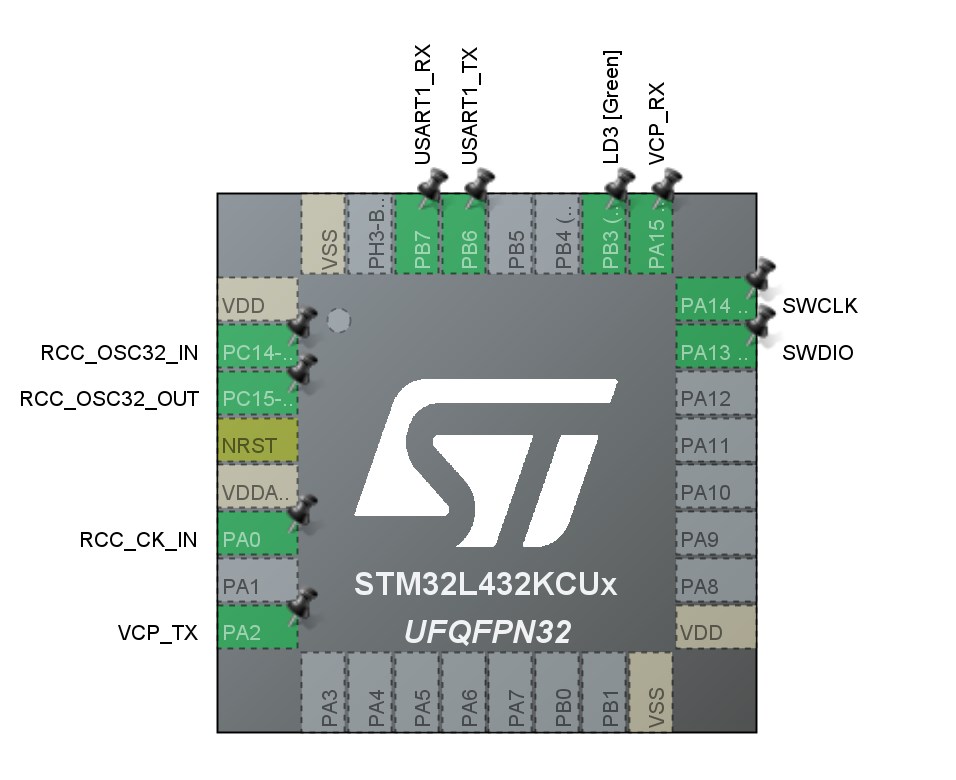 USART1_RX
USART1_TX
LD3 [Green]
VCP_RX
VSS
PH3-B..
PB7
PB6
PB5
PB4 (..
PB3 (..
PA15 ..
VDD
RCC_OSC32_IN PC14-..
RCC_OSC32_OUT PC15-..
NRST
VDDA..
RCC_CK_IN PA0
PA1
VCP_TX PA2
PA14 .. SWCLK
PA13 .. SWDIO
PA12
PA11
PA10
PA9
PA8
VDD
ST
STM32L432KCUx
UFQFPN32
PA3
PA4
PA5
PA6
PA7
PB0
PB1
VSS